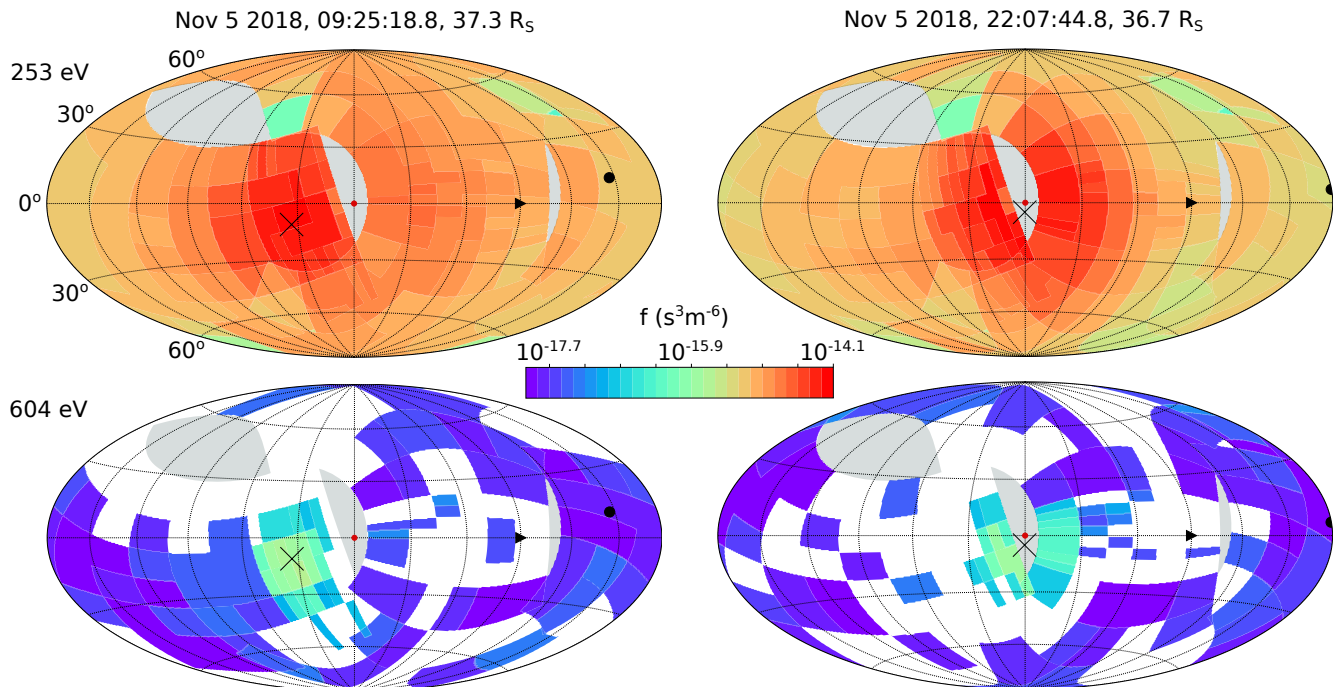 Nov 5 2018, 09:25:18.8, 37.3 R_S
Nov 5 2018, 22:07:44.8, 36.7 R_S
253 eV
60°
30°
0°
30°
60°
f (s³m⁻⁶)
10^-17.7 10^-15.9 10^-14.1
604 eV